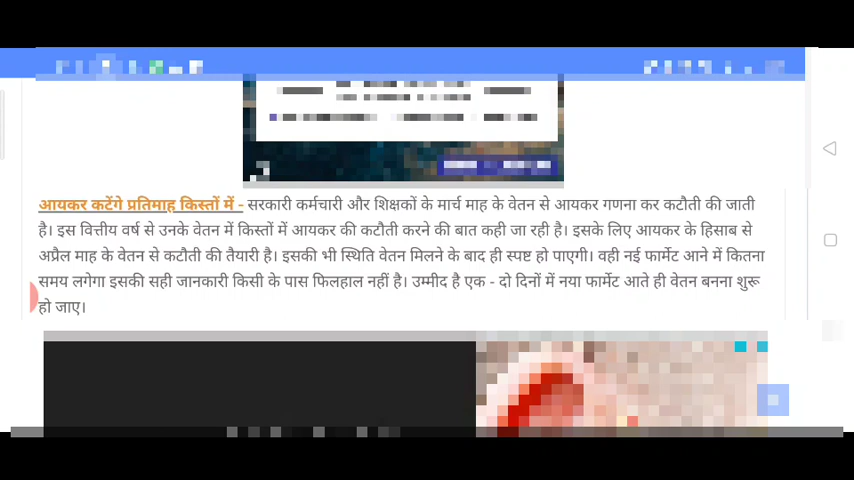 आयकर कटेंगे प्रतिमाह किस्तों में - सरकारी कर्मचारी और शिक्षकों के मार्च माह के वेतन से आयकर गणना कर कटौती की जाती
है। इस वित्तीय वर्ष से उनके वेतन में किस्तों में आयकर की कटौती करने की बात कही जा रही है। इसके लिए आयकर के हिसाब से
अप्रैल माह के वेतन से कटौती की तैयारी है। इसकी भी स्थिति वेतन मिलने के बाद ही स्पष्ट हो पाएगी। वही नई फार्मेट आने में कितना
समय लगेगा इसकी सही जानकारी किसी के पास फिलहाल नहीं है। उम्मीद है एक - दो दिनों में नया फार्मेट आते ही वेतन बनना शुरू
हो जाए।